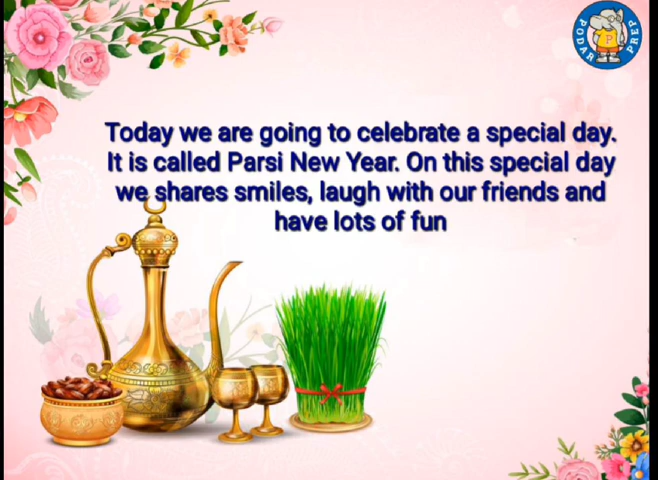 PODAR PREP
P
Today we are going to celebrate a special day.
It is called Parsi New Year. On this special day
we shares smiles, laugh with our friends and
have lots of fun